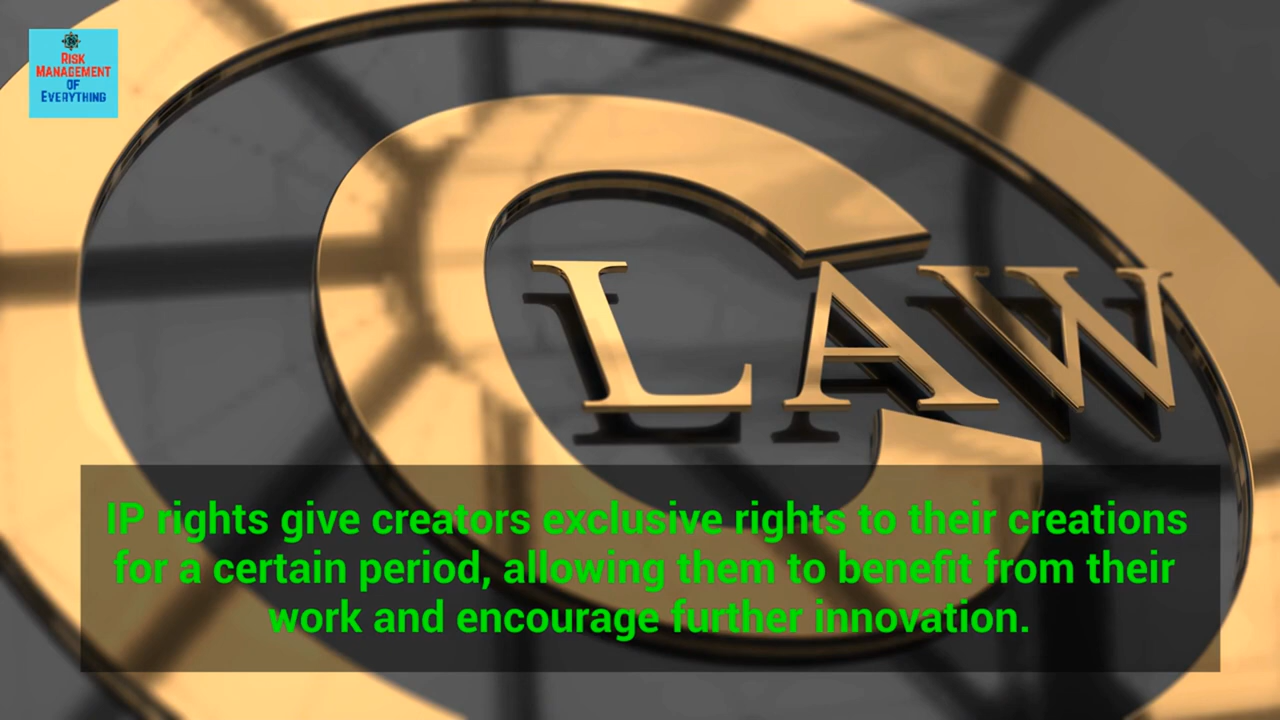 RISK
MANAGEMENT
OF
EVERYTHING
LAW
IP rights give creators exclusive rights to their creations
for a certain period, allowing them to benefit from their
work and encourage further innovation.